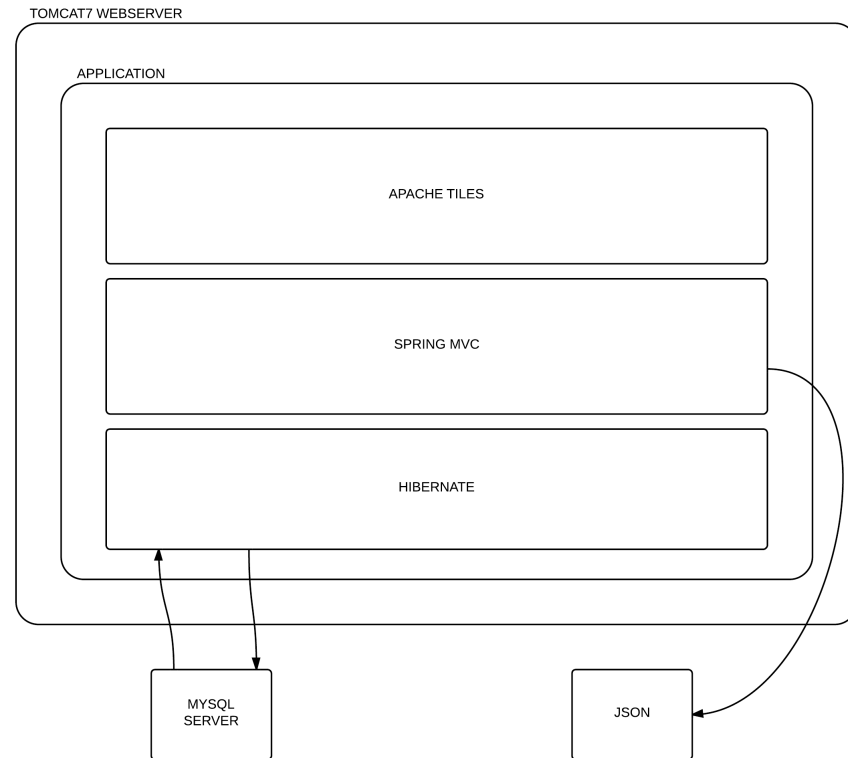 TOMCAT7 WEBSERVER
APPLICATION
APACHE TILES
SPRING MVC
HIBERNATE
MYSQL
SERVER
JSON